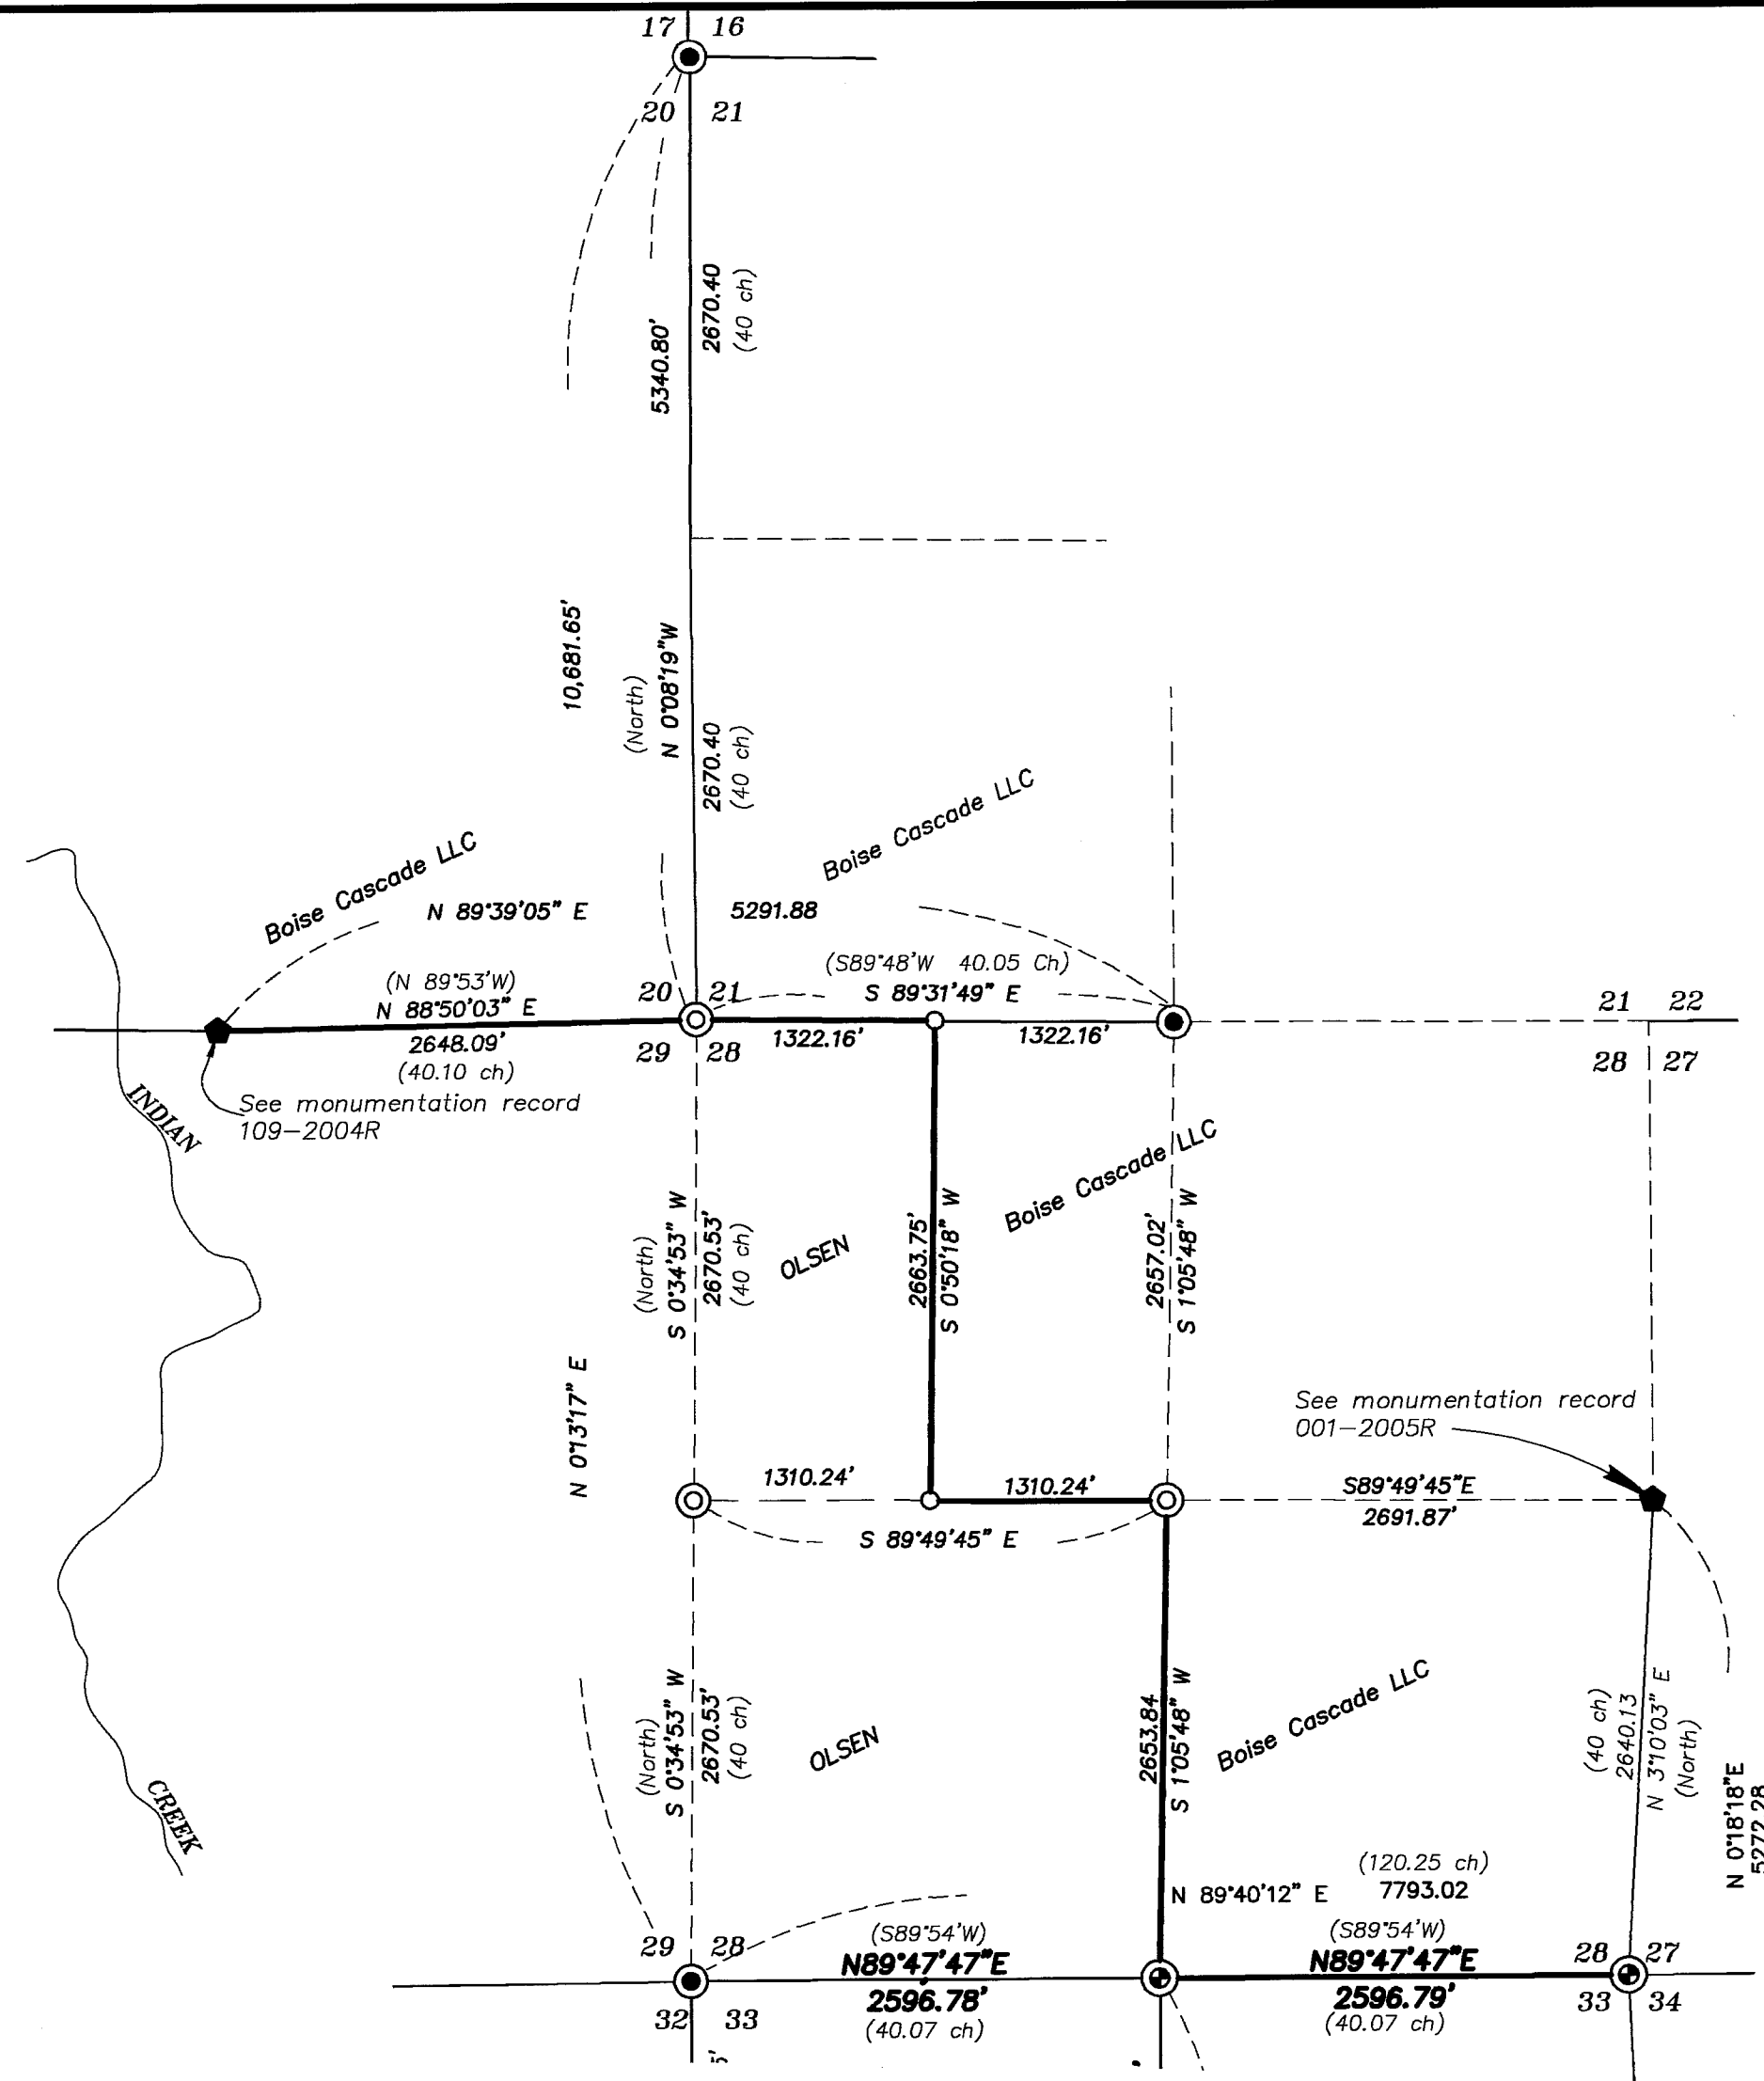 17 16
20 21
2670.40
(40 ch)
5340.80'
10,681.65'
(North)
N 0°08'19"W
2670.40
(40 ch)
Boise Cascade LLC
Boise Cascade LLC
N 89°39'05" E 5291.88
(N 89°53'W)
N 88°50'03" E
2648.09'
(40.10 ch)
20 21
29 28
(S89°48'W 40.05 Ch)
S 89°31'49" E
1322.16'
1322.16'
21 22
28 27
See monumentation record
109-2004R
INDIAN
(North)
S 0°34'53" W
2670.53'
(40 ch)
OLSEN
2663.75'
S 0°50'18" W
Boise Cascade LLC
2657.02'
S 1°05'48" W
N 0°13'17" E
See monumentation record
001-2005R
1310.24'
1310.24'
S 89°49'45" E
S89°49'45"E
2691.87'
(North)
S 0°34'53" W
2670.53'
(40 ch)
OLSEN
2653.84
S 1°05'48" W
Boise Cascade LLC
(40 ch)
2640.13
N 3°10'03" E
(North)
N 0°18'18"E
5272.28
CREEK
(120.25 ch)
N 89°40'12" E 7793.02
29 28
32 33
(S89°54'W)
N89°47'47"E
2596.78'
(40.07 ch)
(S89°54'W)
N89°47'47"E
2596.79'
(40.07 ch)
28 27
33 34
5'